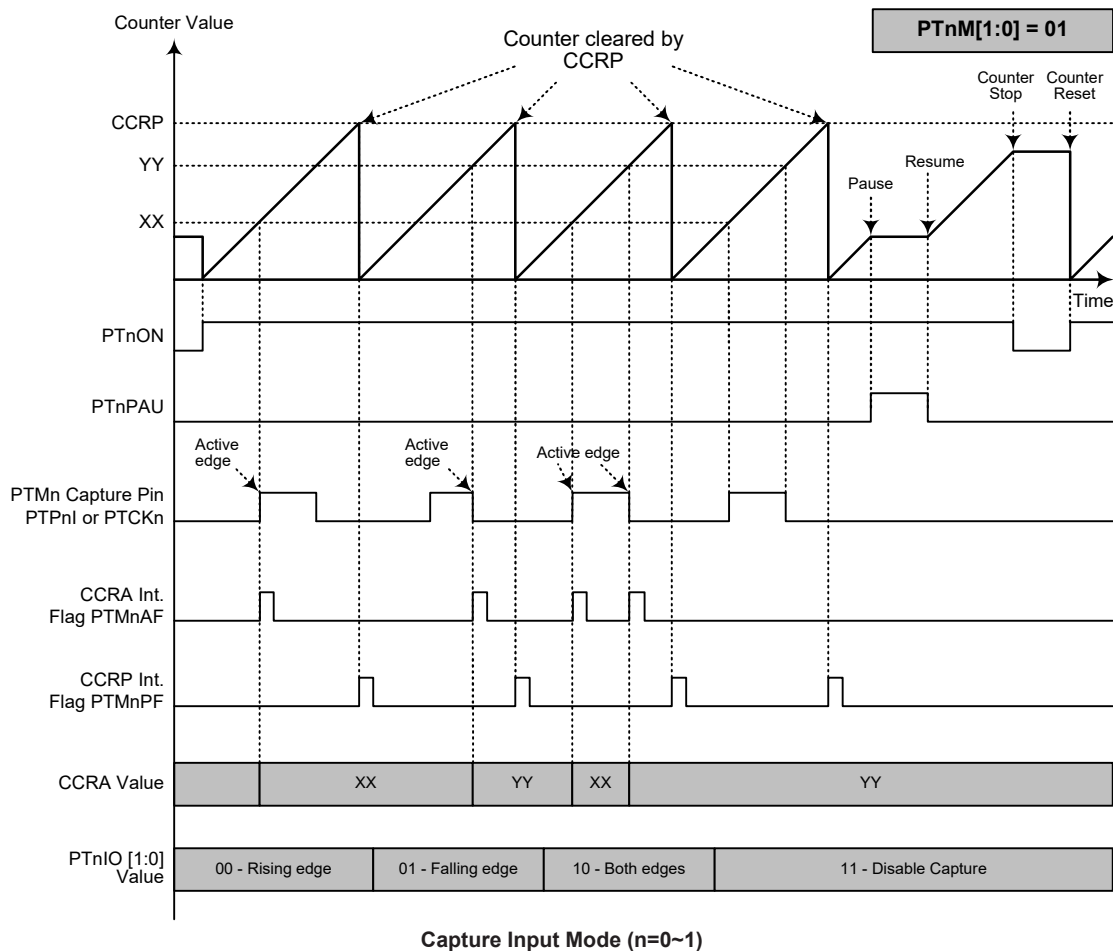 Counter Value
PTnM[1:0] = 01
Counter cleared by
CCRP
Counter
Stop
Counter
Reset
CCRP
YY
Resume
Pause
XX
Time
PTnON
PTnPAU
Active
edge
Active
edge
Active edge
PTMn Capture Pin
PTPnI or PTCKn
CCRA Int.
Flag PTMnAF
CCRP Int.
Flag PTMnPF
CCRA Value
XX
YY
XX
YY
PTnIO [1:0]
Value
00 - Rising edge
01 - Falling edge
10 - Both edges
11 - Disable Capture
Capture Input Mode (n=0~1)